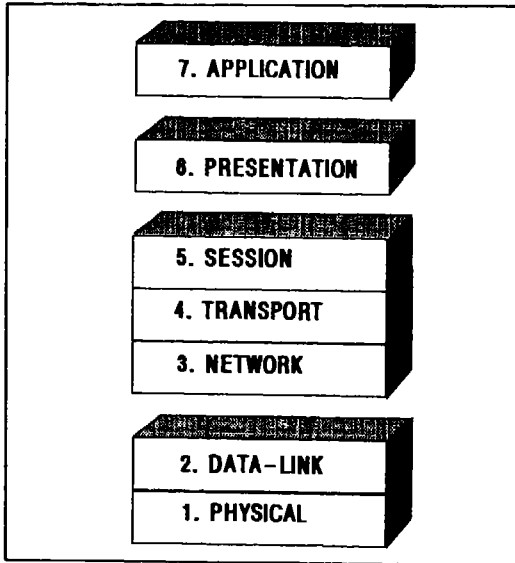 7. APPLICATION
6. PRESENTATION
5. SESSION
4. TRANSPORT
3. NETWORK
2. DATA-LINK
1. PHYSICAL